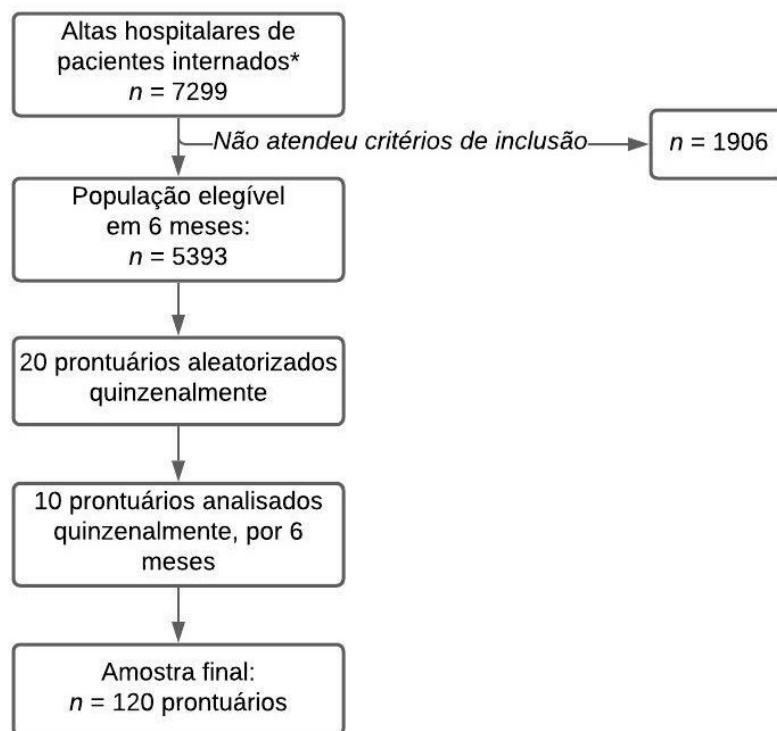 Altas hospitalares de
pacientes internados*
n = 7299
Não atendeu critérios de inclusão
n = 1906
População elegível
em 6 meses:
n = 5393
20 prontuários aleatorizados
quinzenalmente
10 prontuários analisados
quinzenalmente, por 6
meses
Amostra final:
n = 120 prontuários